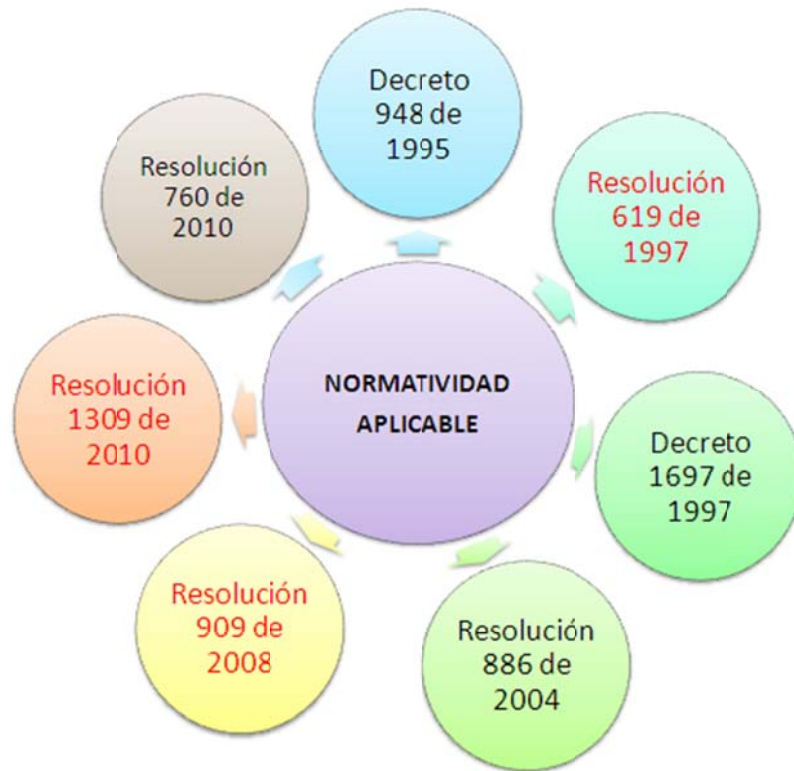 Decreto
948 de
1995
Resolución
619 de
1997
Decreto
1697 de
1997
Resolución
886 de
2004
Resolución
909 de
2008
Resolución
1309 de
2010
Resolución
760 de
2010
NORMATIVIDAD
APLICABLE